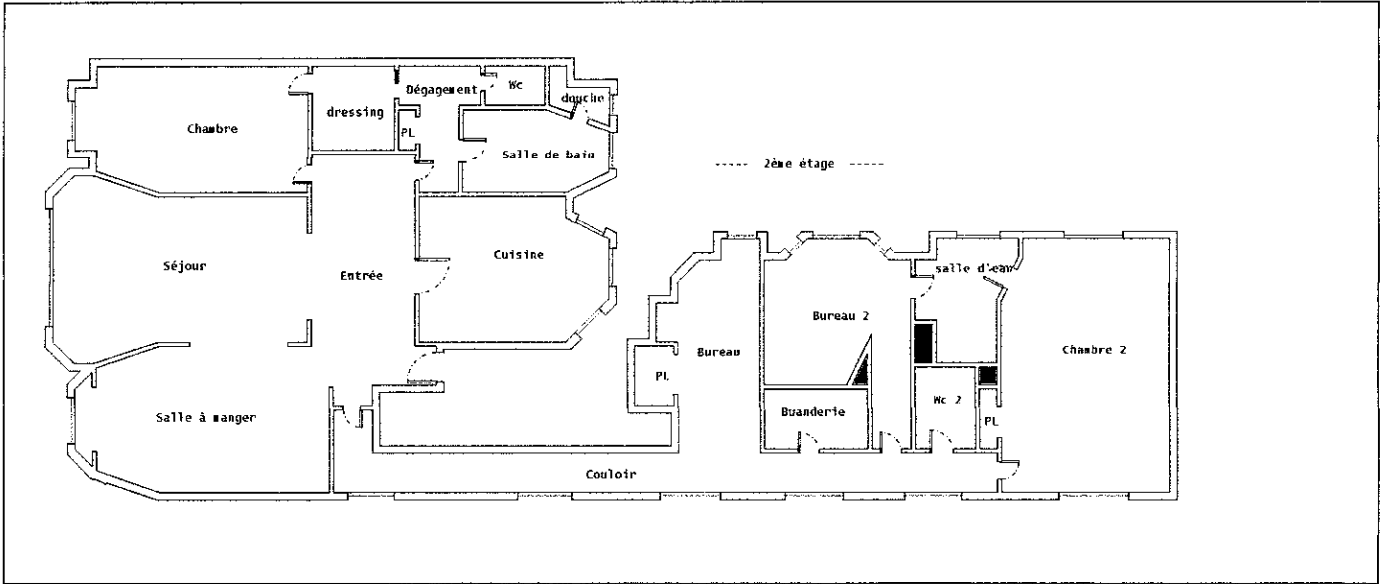 Dégagement
Wc
douche
dressing
Chambre
PL
Salle de bain
----- 2ème étage -----
Séjour
Entrée
Cuisine
salle d'eau
Bureau 2
Bureau
Chambre 2
PL
Salle à manger
Buanderie
Wc 2
PL
Couloir